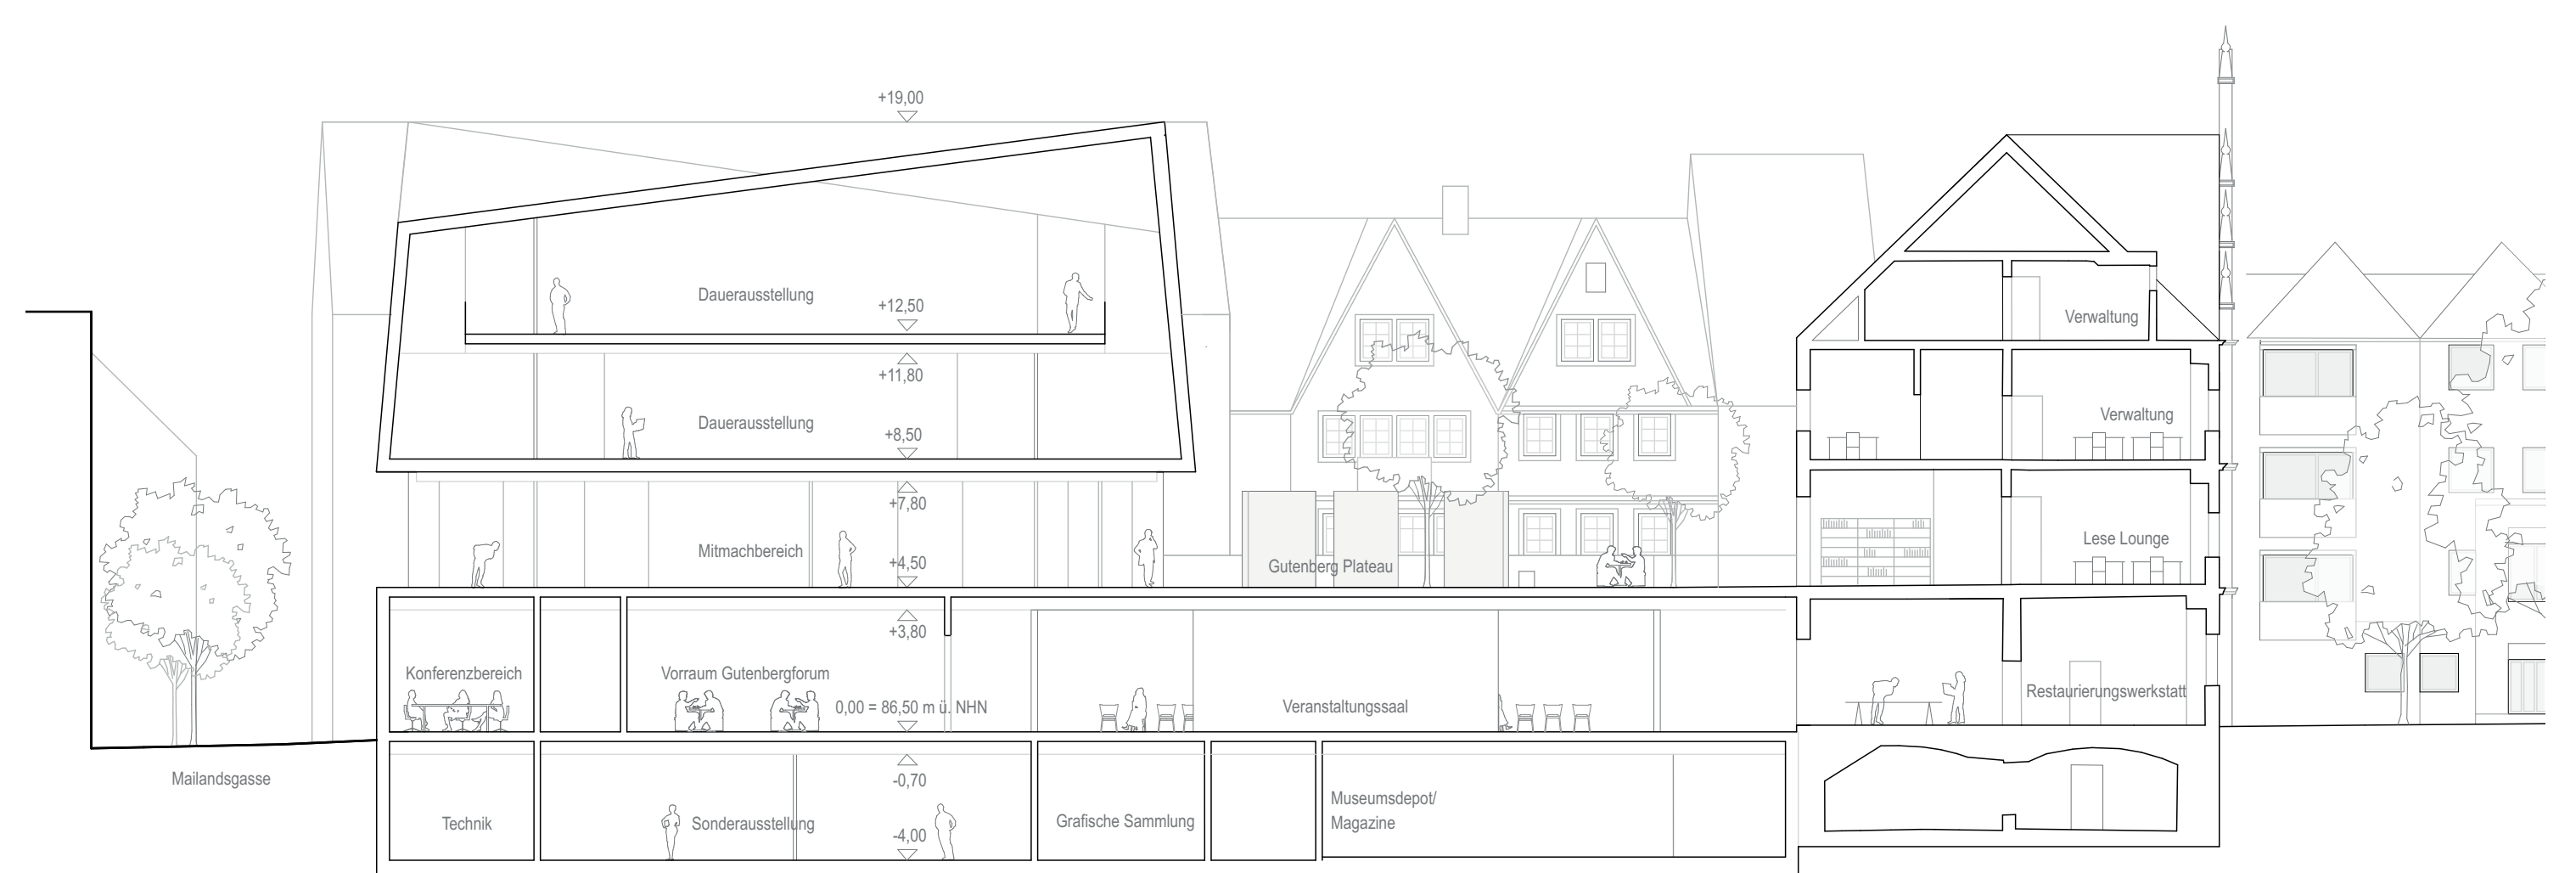 +19,00
Dauerausstellung
+12,50
Verwaltung
+11,80
Dauerausstellung
+8,50
Verwaltung
+7,80
Mitmachbereich
+4,50
Gutenberg Plateau
Lese Lounge
+3,80
Konferenzbereich
Vorraum Gutenbergforum
0,00 = 86,50 m ü. NHN
Veranstaltungssaal
Restaurierungswerkstatt
Mailandsgasse
-0,70
Technik
Sonderausstellung
-4,00
Grafische Sammlung
Museumsdepot/
Magazine